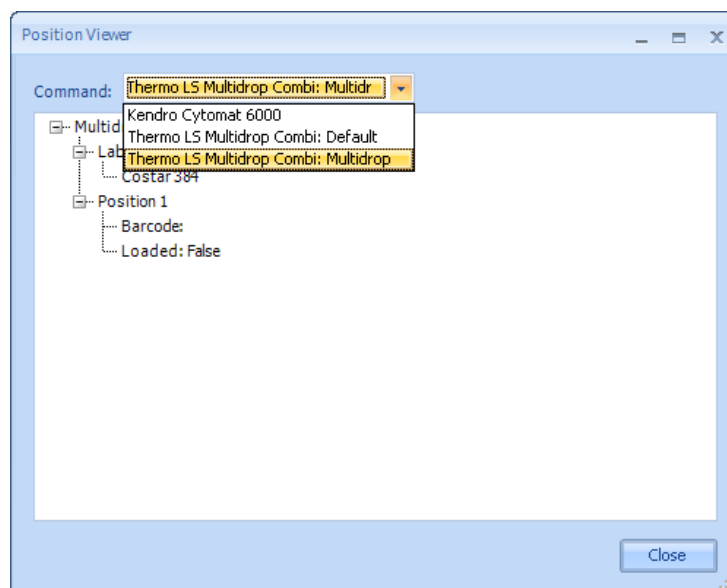 Position Viewer
Command: Thermo LS Multidrop Combi: Multidr
Kendro Cytomat 6000
Thermo LS Multidrop Combi: Default
Thermo LS Multidrop Combi: Multidrop
Multid
Lab
Costar 384
Position 1
Barcode:
Loaded: False
Close